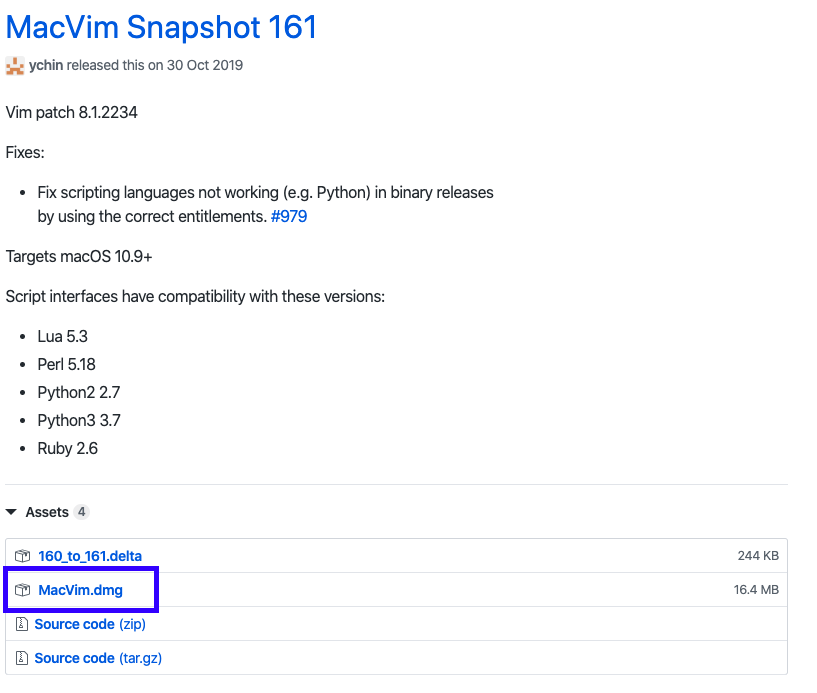 MacVim Snapshot 161
ychin released this on 30 Oct 2019
Vim patch 8.1.2234
Fixes:
• Fix scripting languages not working (e.g. Python) in binary releases
by using the correct entitlements. #979
Targets macOS 10.9+
Script interfaces have compatibility with these versions:
• Lua 5.3
• Perl 5.18
• Python2 2.7
• Python3 3.7
• Ruby 2.6
Assets 4
160_to_161.delta 244 KB
MacVim.dmg 16.4 MB
Source code (zip)
Source code (tar.gz)